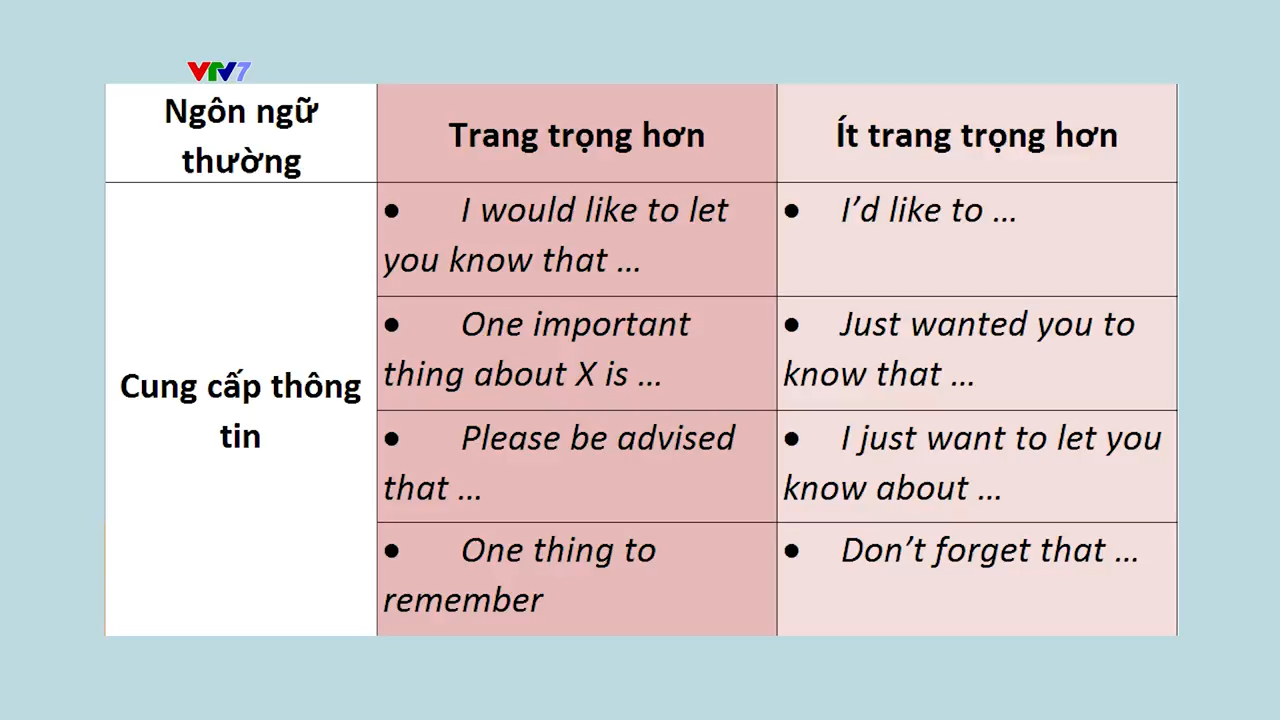 VTV7
Ngôn ngữ
thường
Trang trọng hơn
Ít trang trọng hơn
Cung cấp thông
tin
• I would like to let
you know that …
• I’d like to …
• One important
thing about X is …
• Just wanted you to
know that …
• Please be advised
that …
• I just want to let you
know about …
• One thing to
remember
• Don’t forget that …